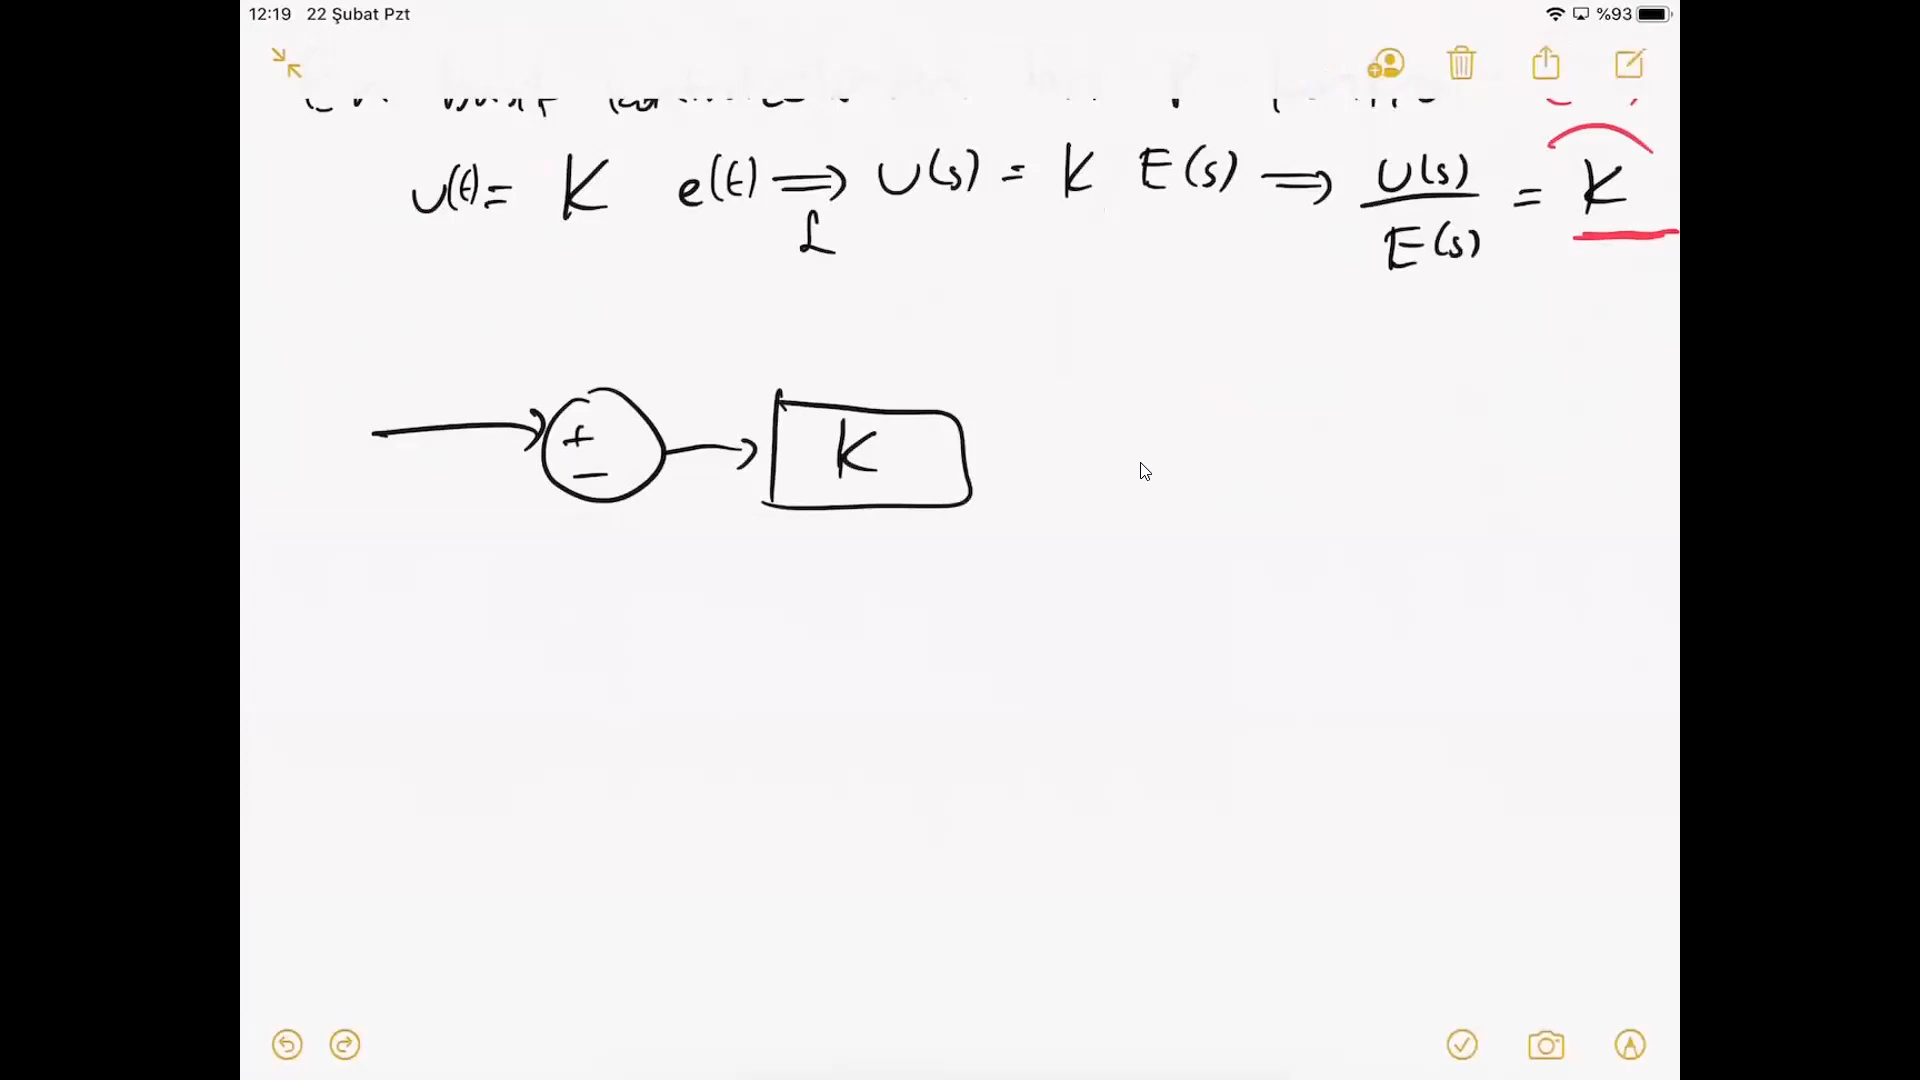 12:19 22 Şubat Pzt %93
u(t) = K e(t) ⟹ U(s) = K E(s) ⟹ U(s) / E(s) = K
ℒ
+
−
K